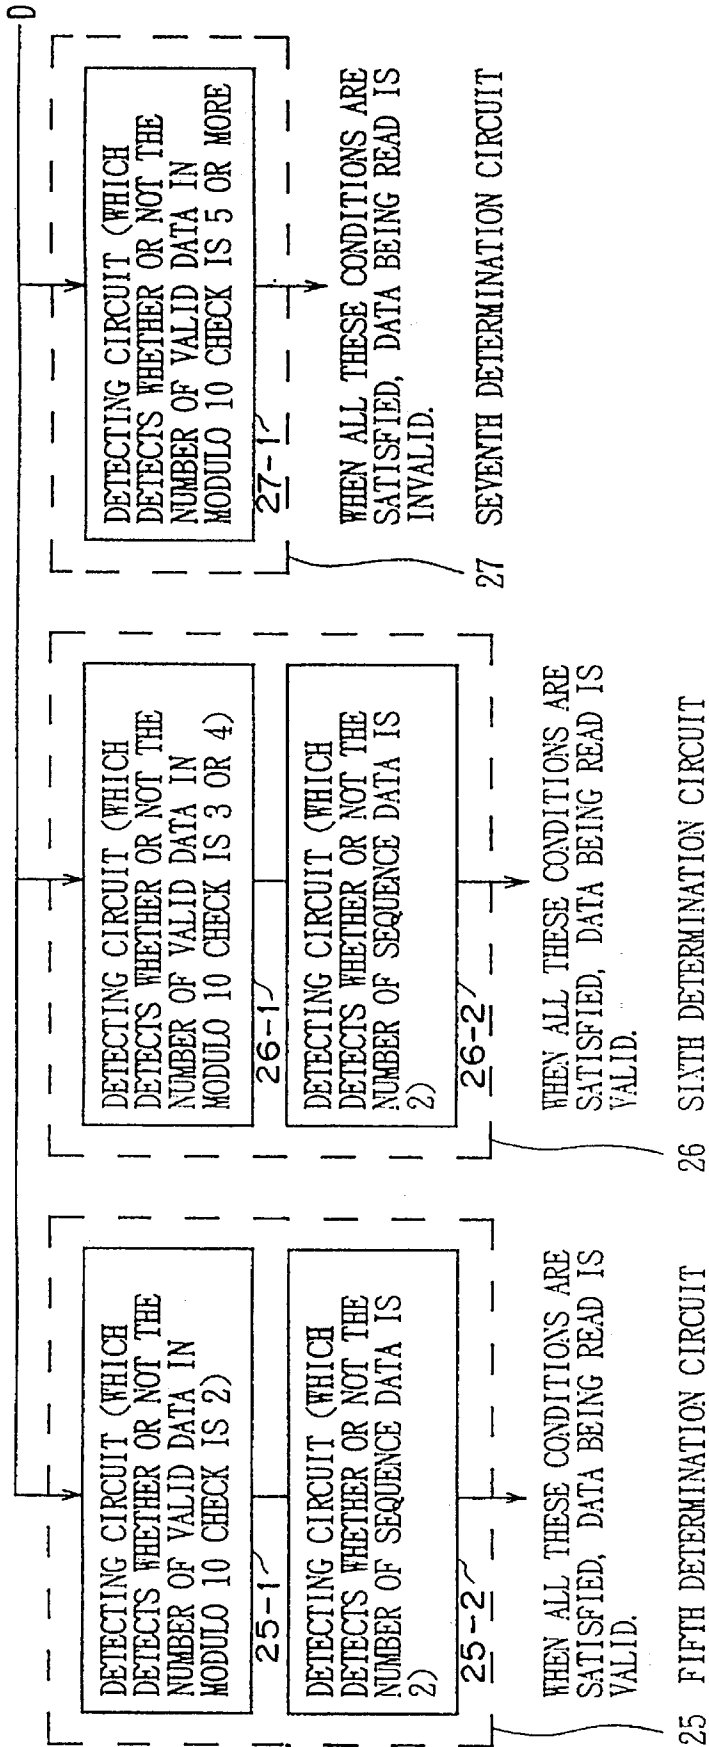 D
DETECTING CIRCUIT (WHICH
DETECTS WHETHER OR NOT THE
NUMBER OF VALID DATA IN
MODULO 10 CHECK IS 2)
25-1
DETECTING CIRCUIT (WHICH
DETECTS WHETHER OR NOT THE
NUMBER OF SEQUENCE DATA IS
2)
25-2
WHEN ALL THESE CONDITIONS ARE
SATISFIED, DATA BEING READ IS
VALID.
25 FIFTH DETERMINATION CIRCUIT
DETECTING CIRCUIT (WHICH
DETECTS WHETHER OR NOT THE
NUMBER OF VALID DATA IN
MODULO 10 CHECK IS 3 OR 4)
26-1
DETECTING CIRCUIT (WHICH
DETECTS WHETHER OR NOT THE
NUMBER OF SEQUENCE DATA IS
2)
26-2
WHEN ALL THESE CONDITIONS ARE
SATISFIED, DATA BEING READ IS
VALID.
26 SIXTH DETERMINATION CIRCUIT
DETECTING CIRCUIT (WHICH
DETECTS WHETHER OR NOT THE
NUMBER OF VALID DATA IN
MODULO 10 CHECK IS 5 OR MORE
27-1
WHEN ALL THESE CONDITIONS ARE
SATISFIED, DATA BEING READ IS
INVALID.
27 SEVENTH DETERMINATION CIRCUIT